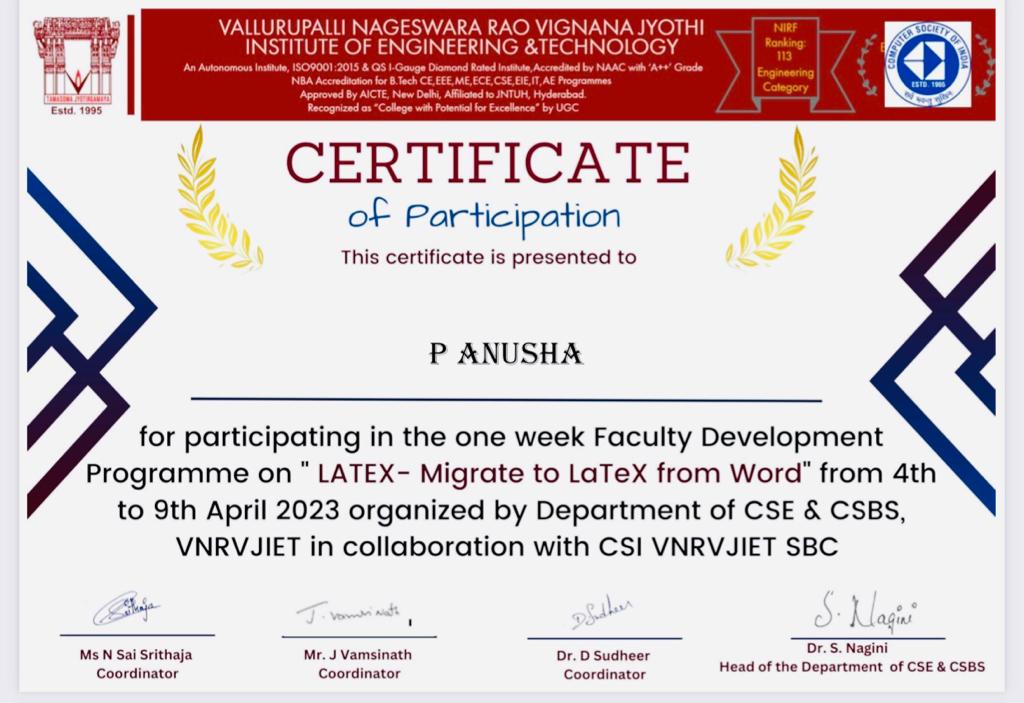 VALLURUPALLI NAGESWARA RAO VIGNANA JYOTHI
INSTITUTE OF ENGINEERING &TECHNOLOGY
An Autonomous Institute, ISO9001:2015 & QS I-Gauge Diamond Rated Institute,Accredited by NAAC with 'A++' Grade
NBA Accreditation for B.Tech CE,EEE,ME,ECE,CSE,EIE,IT,AE Programmes
Approved By AICTE, New Delhi, Affiliated to JNTUH, Hyderabad.
Recognized as "College with Potential for Excellence" by UGC
TAMASOMA JYOTIRGAMAYA
Estd. 1995
NIRF
Ranking:
113
Engineering
Category
COMPUTER SOCIETY OF INDIA
ESTD. 1965
CERTIFICATE
of Participation
This certificate is presented to
P ANUSHA
for participating in the one week Faculty Development
Programme on " LATEX- Migrate to LaTeX from Word" from 4th
to 9th April 2023 organized by Department of CSE & CSBS,
VNRVJIET in collaboration with CSI VNRVJIET SBC
J. Vamsinath
D Sudheer
S. Nagini
Ms N Sai Srithaja
Coordinator
Mr. J Vamsinath
Coordinator
Dr. D Sudheer
Coordinator
Dr. S. Nagini
Head of the Department of CSE & CSBS